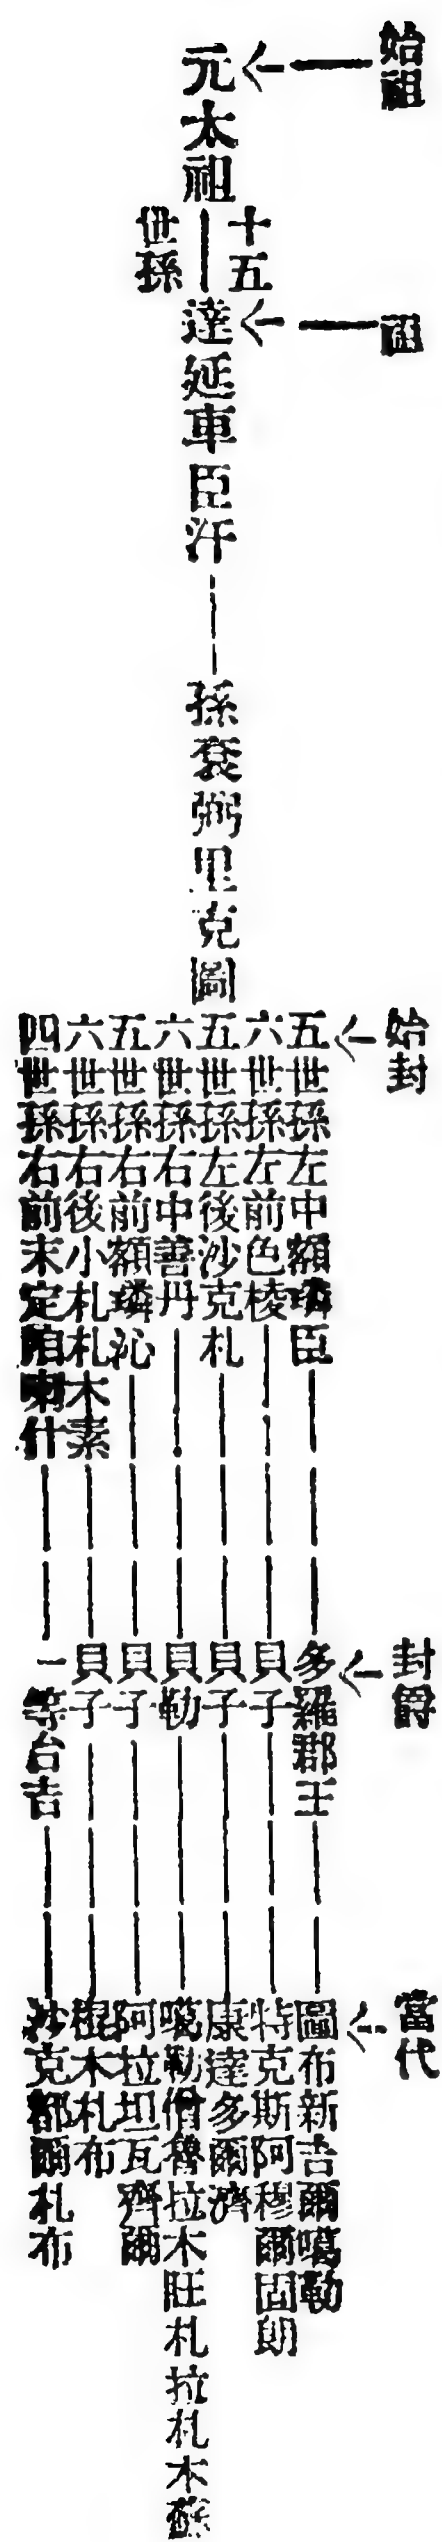 始祖
元太祖
十五世孫
祖
達延車臣汗
孫袞弼里克圖
始封
五世孫左中額璘臣
六世孫左前色棱
五世孫左後沙克札
六世孫右中善丹
五世孫右前額璘沁
六世孫右後小札札木素
四世孫右前末定咱喇什
封爵
多羅郡王
貝子
貝子
貝勒
貝子
貝子
一等台吉
當代
圖布新吉爾噶勒
特克斯阿穆爾固朗
康達多爾濟
噶勒僧魯拉木旺札拉札木蘇
阿拉坦瓦齊爾
棍木札布
沙克都爾札布